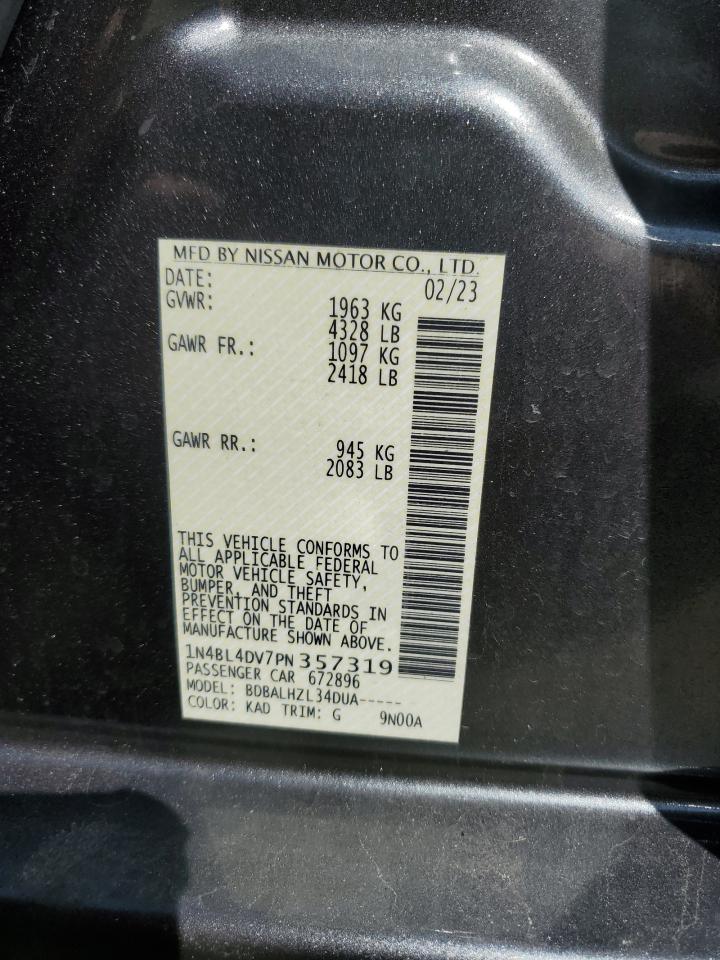 MFD BY NISSAN MOTOR CO., LTD.
DATE: 02/23
GVWR: 1963 KG
4328 LB
GAWR FR.: 1097 KG
2418 LB
GAWR RR.: 945 KG
2083 LB
THIS VEHICLE CONFORMS TO
ALL APPLICABLE FEDERAL
MOTOR VEHICLE SAFETY,
BUMPER, AND THEFT
PREVENTION STANDARDS IN
EFFECT ON THE DATE OF
MANUFACTURE SHOWN ABOVE.
1N4BL4DV7PN357319
PASSENGER CAR 672896
MODEL: BDBALHZL34DUA-----
COLOR: KAD TRIM: G 9N00A